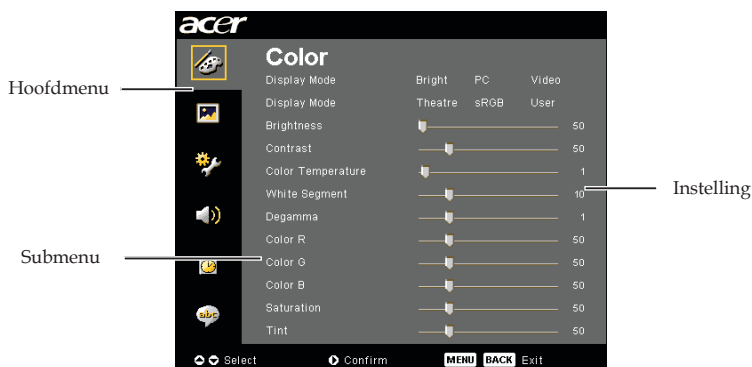 acer
Color
Display Mode Bright PC Video
Display Mode Theatre sRGB User
Brightness 50
Contrast 50
Color Temperature 1
White Segment 10
Degamma 1
Color R 50
Color G 50
Color B 50
Saturation 50
Tint 50
abc
Select Confirm MENU BACK Exit
Hoofdmenu
Submenu
Instelling